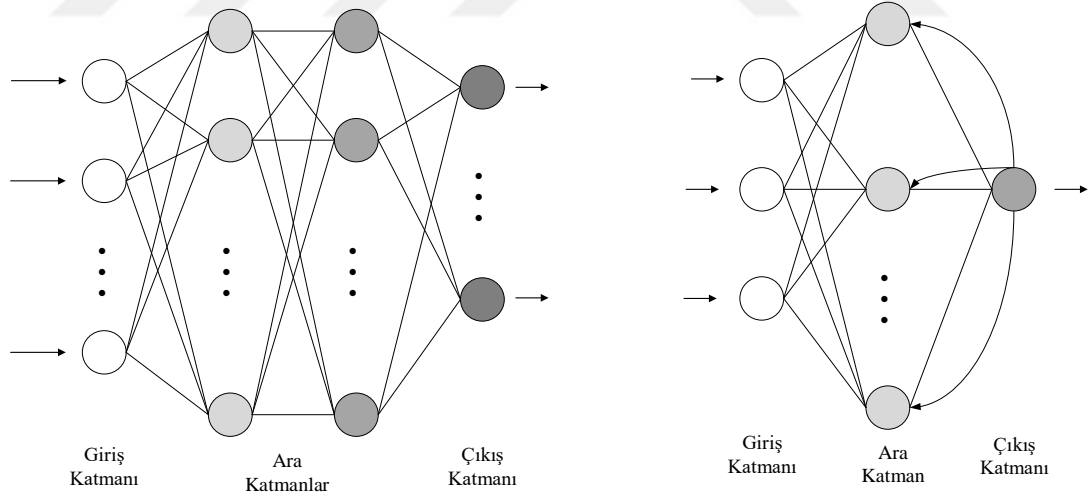 Giriş
Katmanı
Ara
Katmanlar
Çıkış
Katmanı
Giriş
Katmanı
Ara
Katman
Çıkış
Katmanı